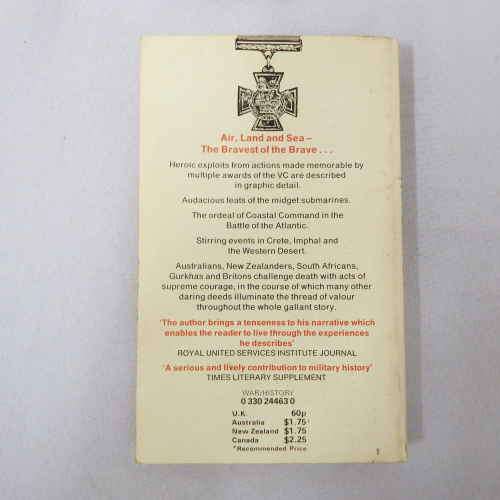 Air, Land and Sea –
The Bravest of the Brave . . .
Heroic exploits from actions made memorable by
multiple awards of the VC are described
in graphic detail.
Audacious feats of the midget submarines.
The ordeal of Coastal Command in the
Battle of the Atlantic.
Stirring events in Crete, Imphal and
the Western Desert.
Australians, New Zealanders, South Africans,
Gurkhas and Britons challenge death with acts of
supreme courage, in the course of which many other
daring deeds illuminate the thread of valour
throughout the whole gallant story.
'The author brings a tenseness to his narrative which
enables the reader to live through the experiences
he describes'
ROYAL UNITED SERVICES INSTITUTE JOURNAL
'A serious and lively contribution to military history'
TIMES LITERARY SUPPLEMENT
WAR/HISTORY
0 330 24463 0
U.K. 60p
Australia $1.75*
New Zealand $1.75
Canada $2.25
*Recommended Price